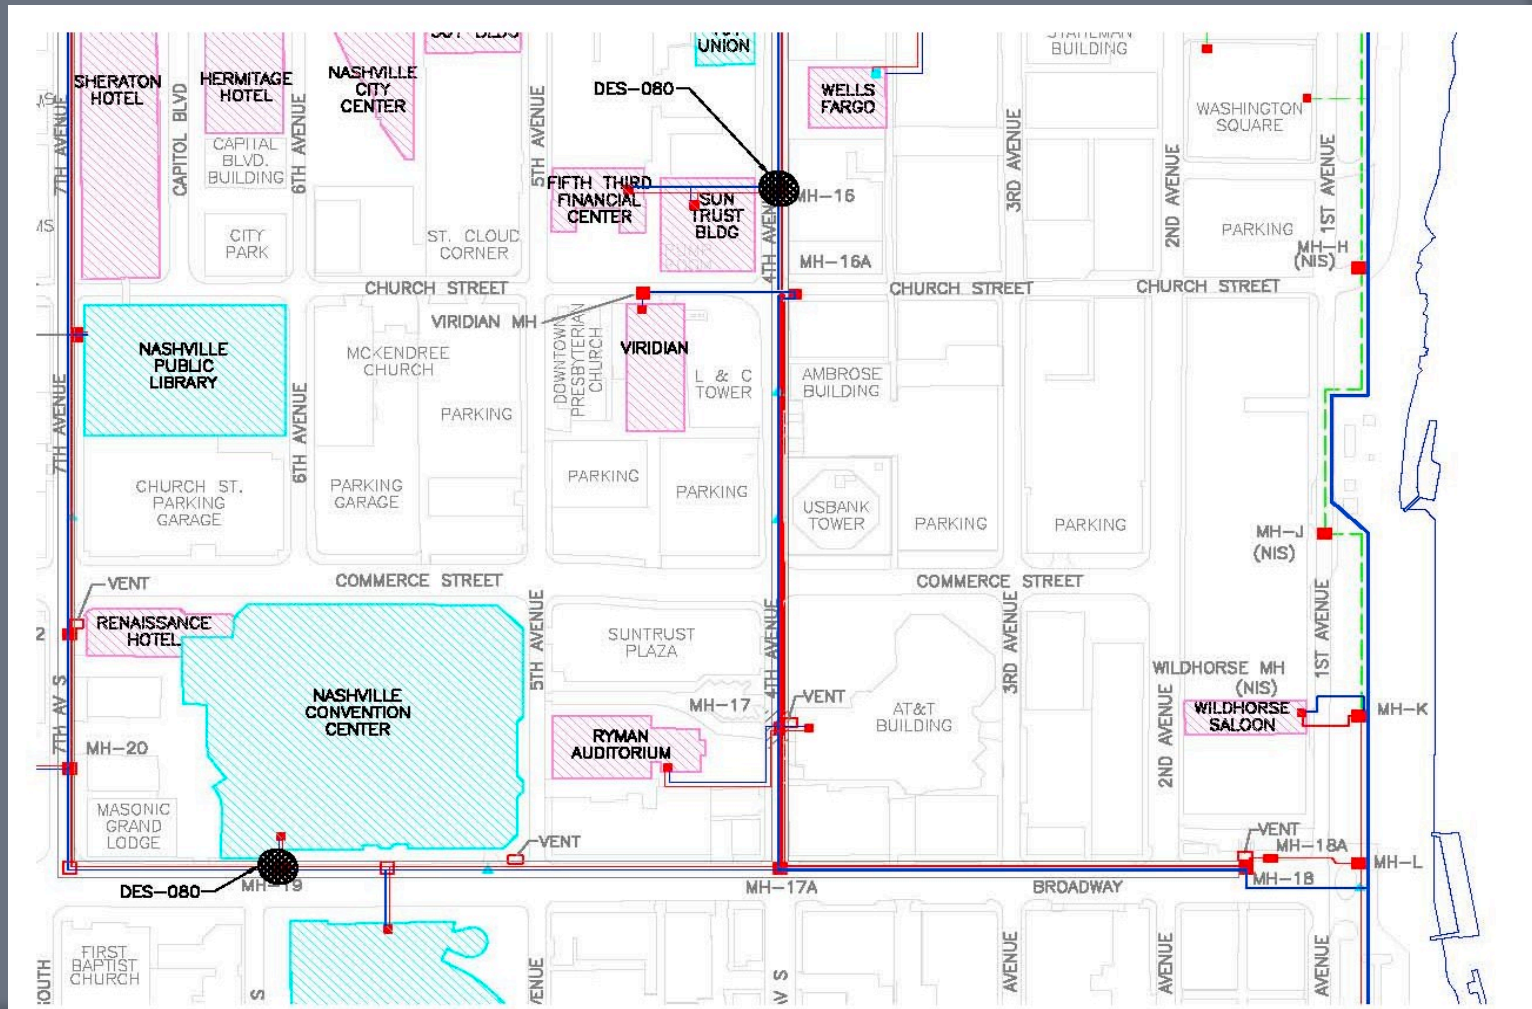 UNION
STATEMAN
BUILDING
SHERATON
HOTEL
HERMITAGE
HOTEL
NASHVILLE
CITY
CENTER
DES-080
WELLS
FARGO
WASHINGTON
SQUARE
7TH AVENUE
CAPITOL BLVD
6TH AVENUE
5TH AVENUE
3RD AVENUE
2ND AVENUE
1ST AVENUE
CAPITAL
BLVD.
BUILDING
FIFTH THIRD
FINANCIAL
CENTER
SUN
TRUST
BLDG
MH-16
4TH AVENUE
CITY
PARK
ST. CLOUD
CORNER
PARKING
MH-H
(NIS)
MH-16A
CHURCH STREET
CHURCH STREET
CHURCH STREET
VIRIDIAN MH
NASHVILLE
PUBLIC
LIBRARY
MCKENDREE
CHURCH
DOWNTOWN
PRESBYTERIAN
CHURCH
VIRIDIAN
L & C
TOWER
AMBROSE
BUILDING
PARKING
7TH AVENUE
6TH AVENUE
CHURCH ST.
PARKING
GARAGE
PARKING
GARAGE
PARKING
PARKING
USBANK
TOWER
PARKING
PARKING
MH-J
(NIS)
COMMERCE STREET
COMMERCE STREET
VENT
RENAISSANCE
HOTEL
2
5TH AVENUE
SUNTRUST
PLAZA
4TH AVENUE
3RD AVENUE
1ST AVENUE
WILDHORSE MH
(NIS)
NASHVILLE
CONVENTION
CENTER
7TH AV S
MH-17
VENT
AT&T
BUILDING
2ND AVENUE
WILDHORSE
SALOON
MH-K
RYMAN
AUDITORIUM
MH-20
MASONIC
GRAND
LODGE
VENT
VENT
MH-18A
MH-L
DES-080
MH-19
MH-17A
BROADWAY
MH-18
FIRST
BAPTIST
CHURCH
SOUTH
S
VENUE
AV S
AVENUE
AVENUE
AVENUE